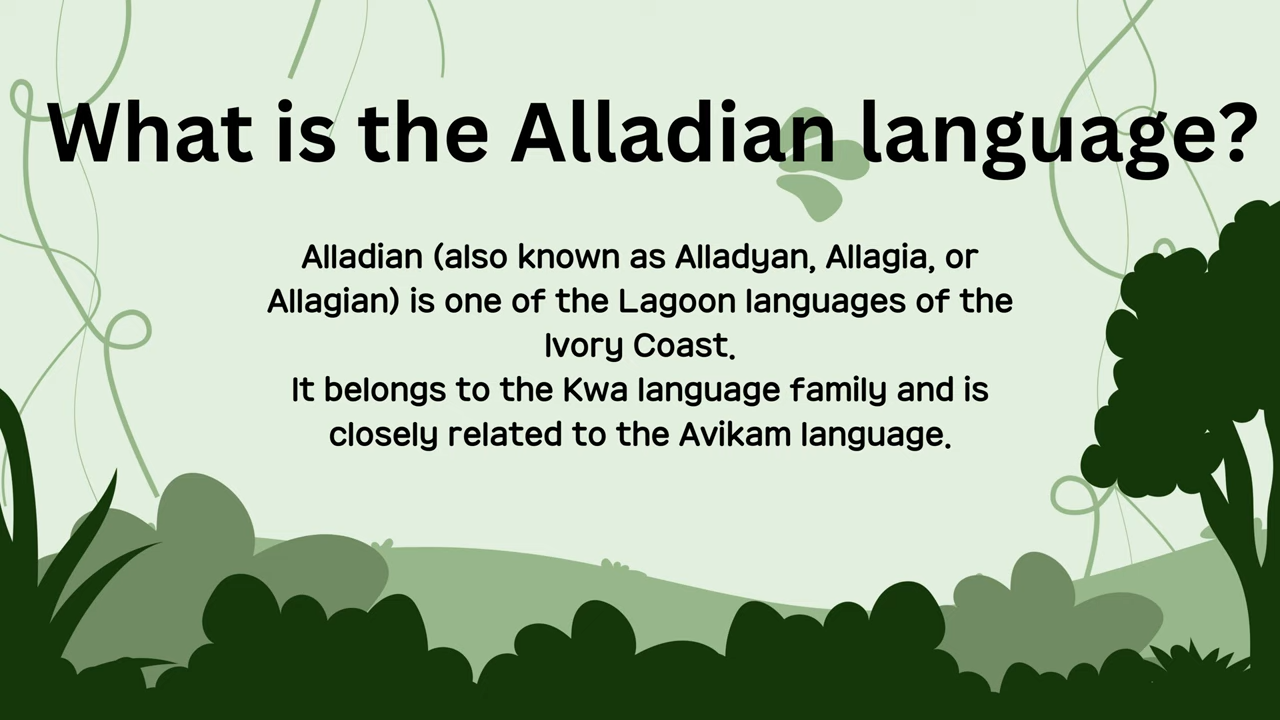 What is the Alladian language?
Alladian (also known as Alladyan, Allagia, or
Allagian) is one of the Lagoon languages of the
Ivory Coast.
It belongs to the Kwa language family and is
closely related to the Avikam language.